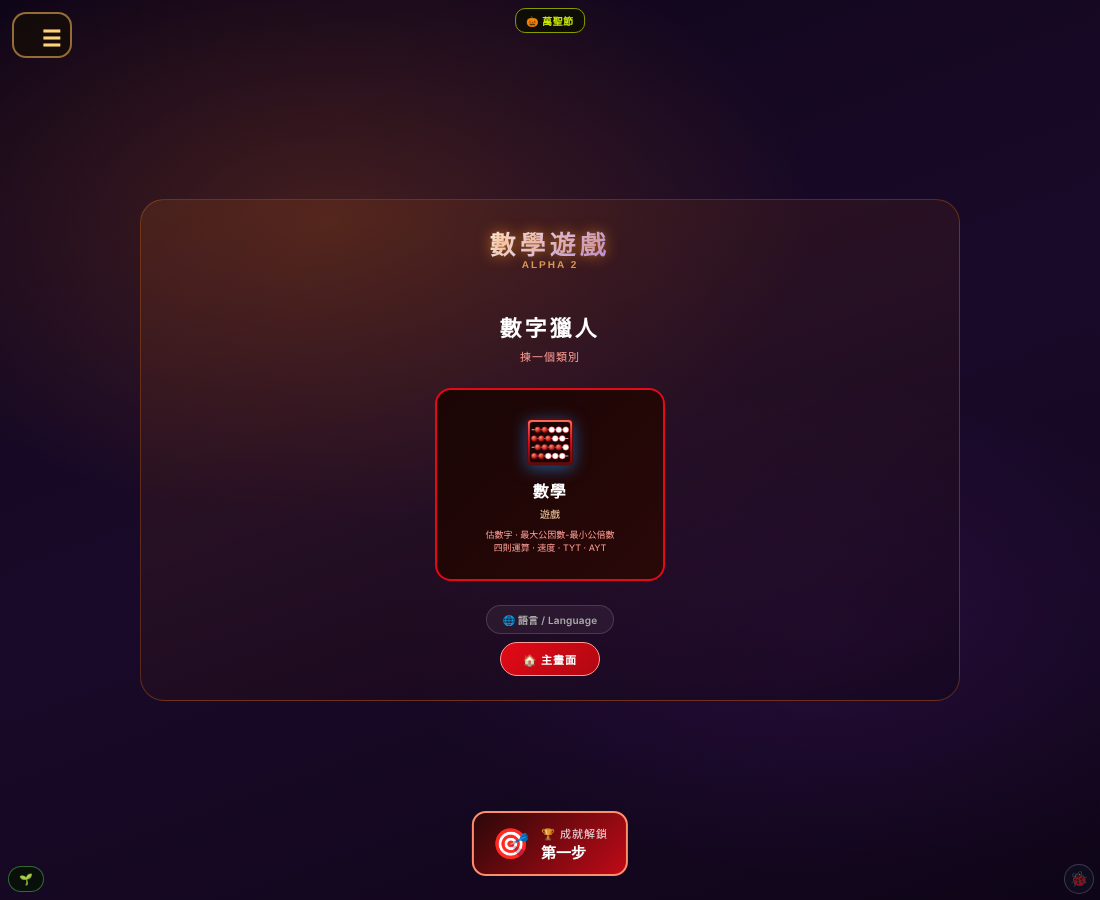 萬聖節
數學遊戲
ALPHA 2
數字獵人
揀一個類別
數學
遊戲
估數字 · 最大公因數-最小公倍數
四則運算 · 速度 · TYT · AYT
語言 / Language
主畫面
成就解鎖
第一步